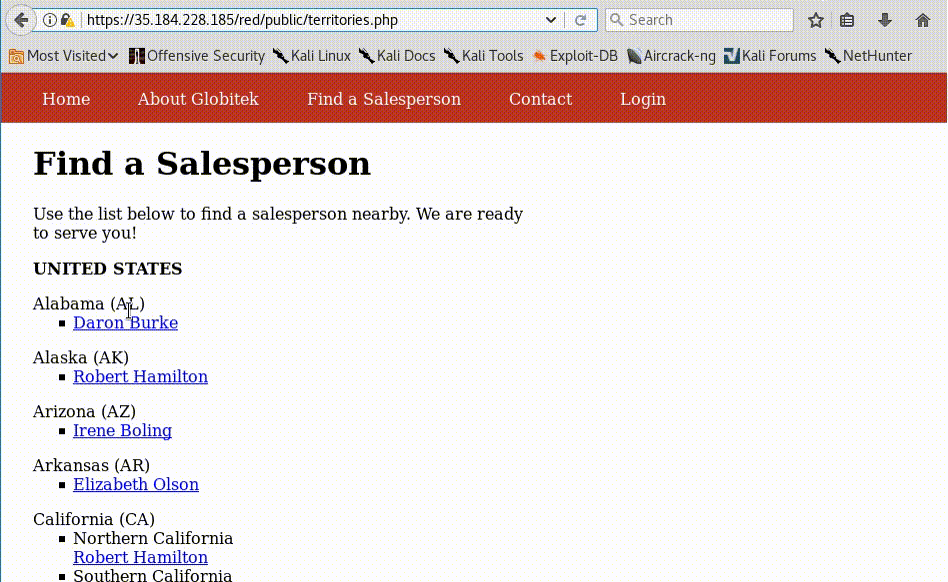 https://35.184.228.185/red/public/territories.php
Search
Most Visited Offensive Security Kali Linux Kali Docs Kali Tools Exploit-DB Aircrack-ng Kali Forums NetHunter
Home About Globitek Find a Salesperson Contact Login
Find a Salesperson
Use the list below to find a salesperson nearby. We are ready
to serve you!
UNITED STATES
Alabama (AL)
Daron Burke
Alaska (AK)
Robert Hamilton
Arizona (AZ)
Irene Boling
Arkansas (AR)
Elizabeth Olson
California (CA)
Northern California
Robert Hamilton
Southern California